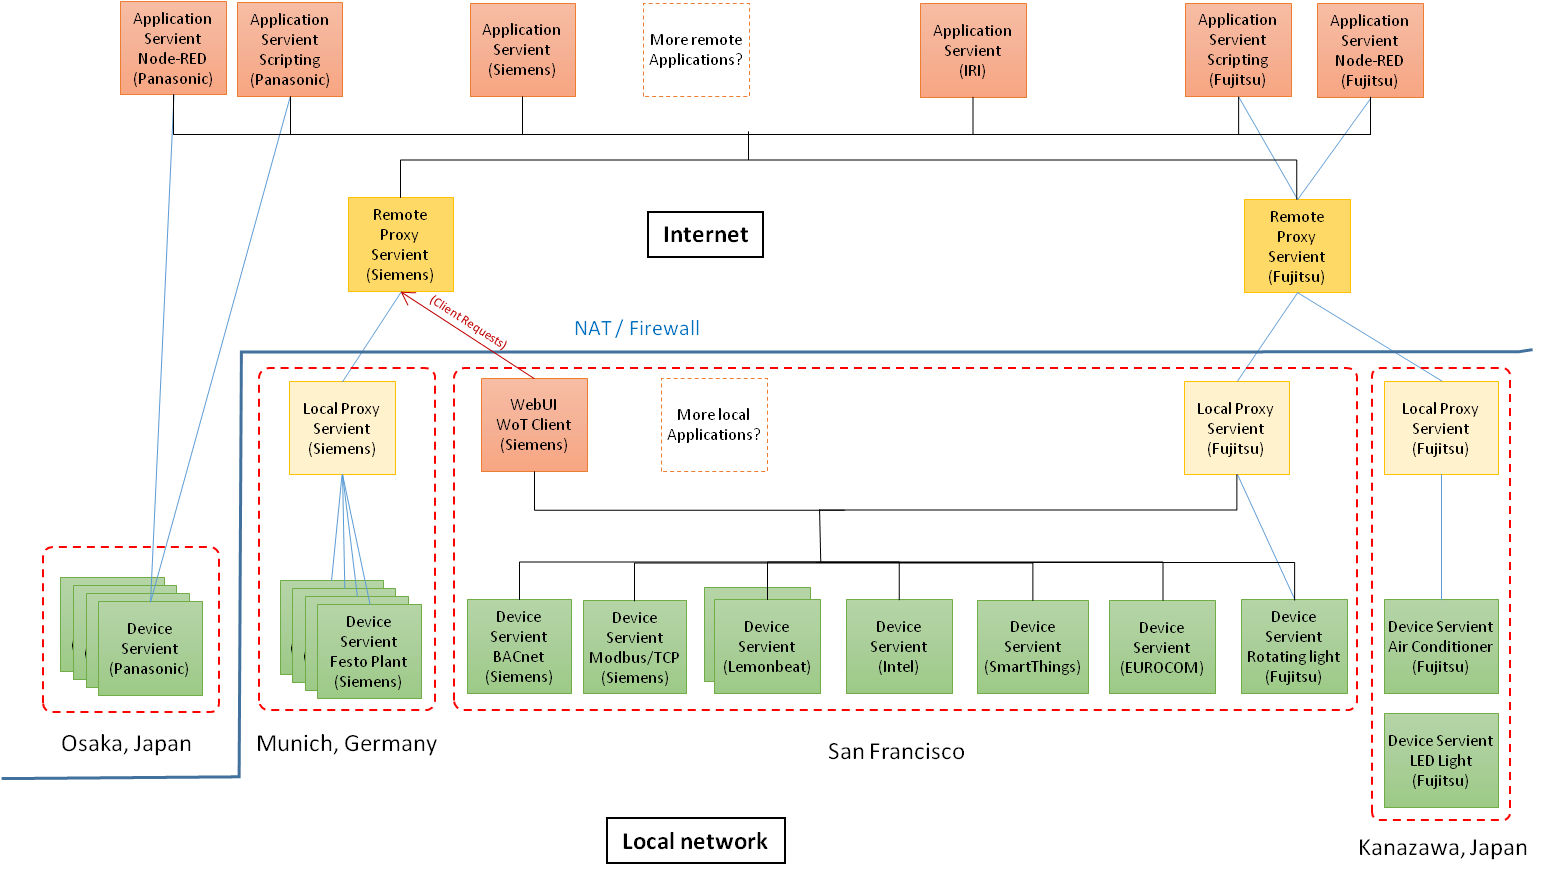 Application
Servient
Node-RED
(Panasonic)
Application
Servient
Scripting
(Panasonic)
Application
Servient
(Siemens)
More remote
Applications?
Application
Servient
(IRI)
Application
Servient
Scripting
(Fujitsu)
Application
Servient
Node-RED
(Fujitsu)
Remote
Proxy
Servient
(Siemens)
Internet
Remote
Proxy
Servient
(Fujitsu)
(Client Requests)
NAT / Firewall
Local Proxy
Servient
(Siemens)
WebUI
WoT Client
(Siemens)
More local
Applications?
Local Proxy
Servient
(Fujitsu)
Local Proxy
Servient
(Fujitsu)
Device
Servient
(Panasonic)
Device
Servient
Festo Plant
(Siemens)
Device
Servient
BACnet
(Siemens)
Device
Servient
Modbus/TCP
(Siemens)
Device
Servient
(Lemonbeat)
Device
Servient
(Intel)
Device
Servient
(SmartThings)
Device
Servient
(EUROCOM)
Device
Servient
Rotating light
(Fujitsu)
Device Servient
Air Conditioner
(Fujitsu)
Device Servient
LED Light
(Fujitsu)
Osaka, Japan
Munich, Germany
San Francisco
Kanazawa, Japan
Local network